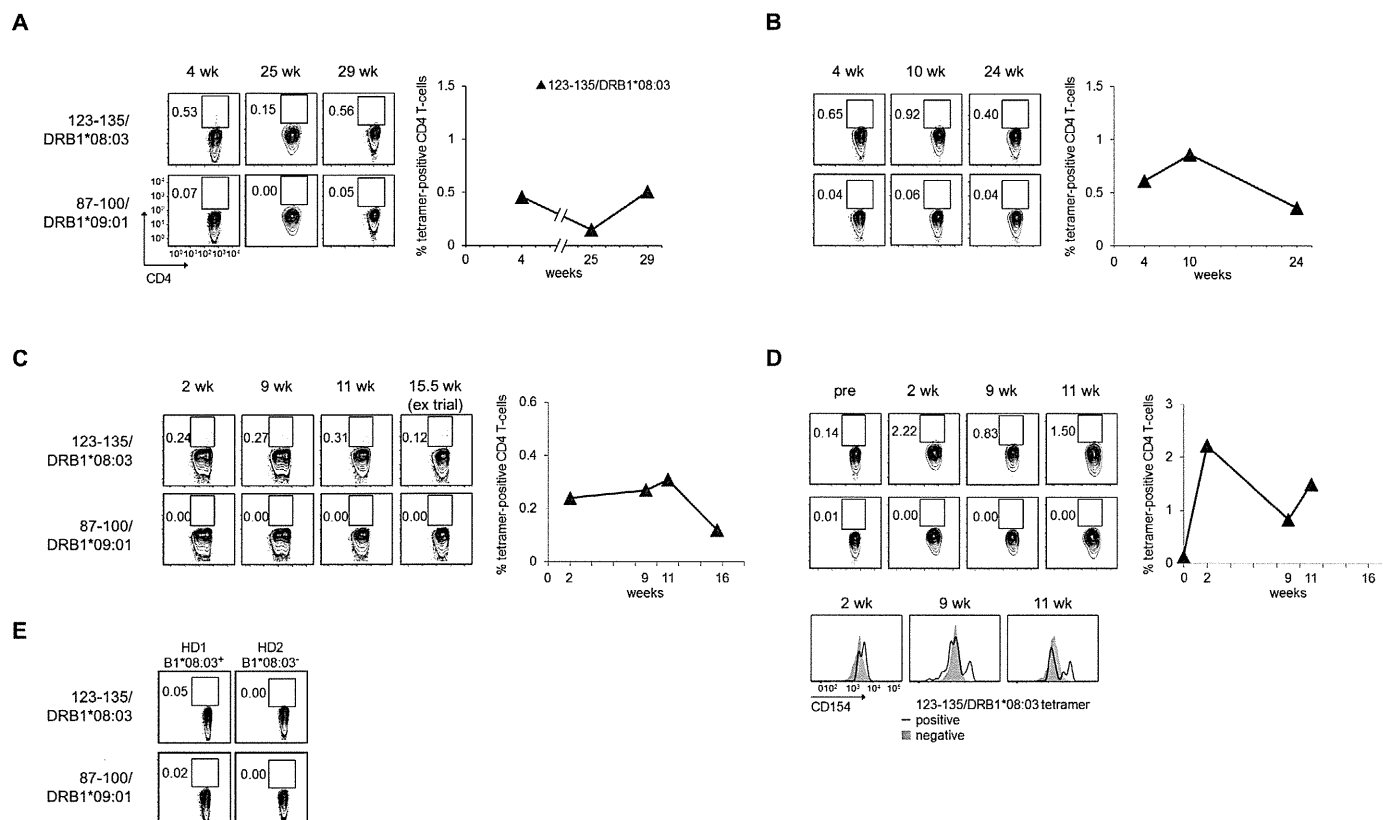 A
4 wk 25 wk 29 wk
123-135/
DRB1*08:03
0.53 0.15 0.56
87-100/
DRB1*09:01
0.07 0.00 0.05
10⁴
10³
10²
10¹
10⁰
10⁰10¹10²10³10⁴
CD4
% tetramer-positive CD4 T-cells
▲123-135/DRB1*08:03
1.5
1
0.5
0
0 4 25 29
weeks
B
4 wk 10 wk 24 wk
0.65 0.92 0.40
0.04 0.06 0.04
% tetramer-positive CD4 T-cells
1.5
1
0.5
0
0 4 10 24
weeks
C
2 wk 9 wk 11 wk 15.5 wk
(ex trial)
123-135/
DRB1*08:03
0.24 0.27 0.31 0.12
87-100/
DRB1*09:01
0.00 0.00 0.00 0.00
% tetramer-positive CD4 T-cells
0.6
0.4
0.2
0
0 2 9 11 16
weeks
D
pre 2 wk 9 wk 11 wk
0.14 2.22 0.83 1.50
0.01 0.00 0.00 0.00
% tetramer-positive CD4 T-cells
3
2
1
0
0 2 9 11 16
weeks
2 wk 9 wk 11 wk
010² 10³ 10⁴ 10⁵
CD154
123-135/DRB1*08:03 tetramer
positive
negative
E
HD1 HD2
B1*08:03⁺ B1*08:03⁻
123-135/
DRB1*08:03
0.05 0.00
87-100/
DRB1*09:01
0.02 0.00